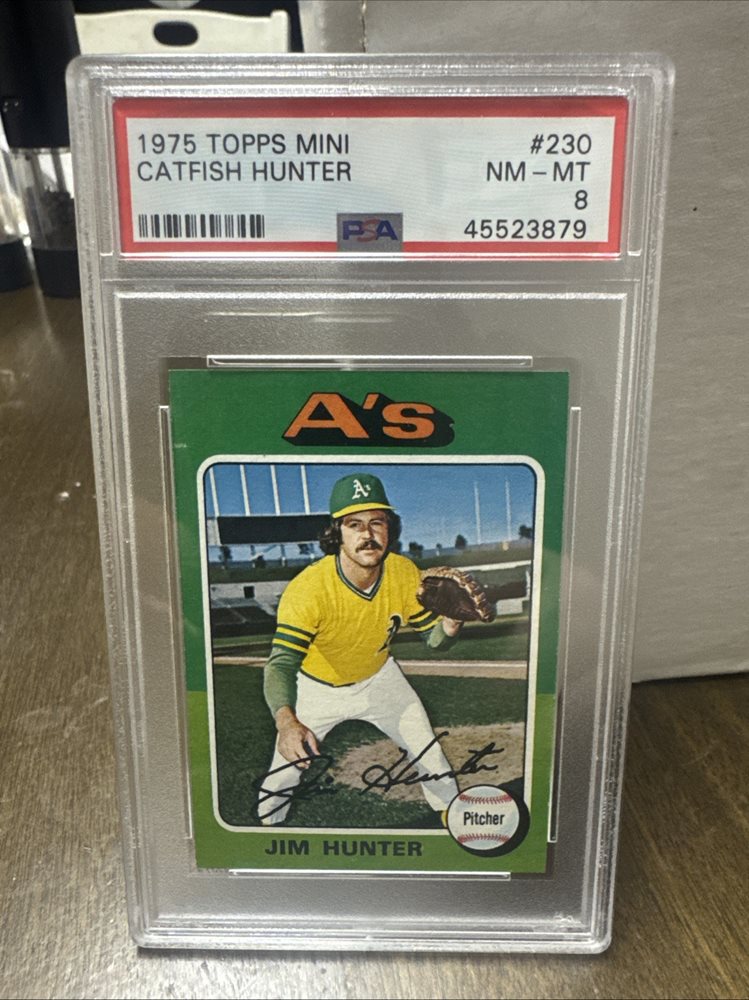 1975 TOPPS MINI #230
CATFISH HUNTER NM - MT
8
PSA 45523879
A's
A's
Jim Hunter
Pitcher
JIM HUNTER